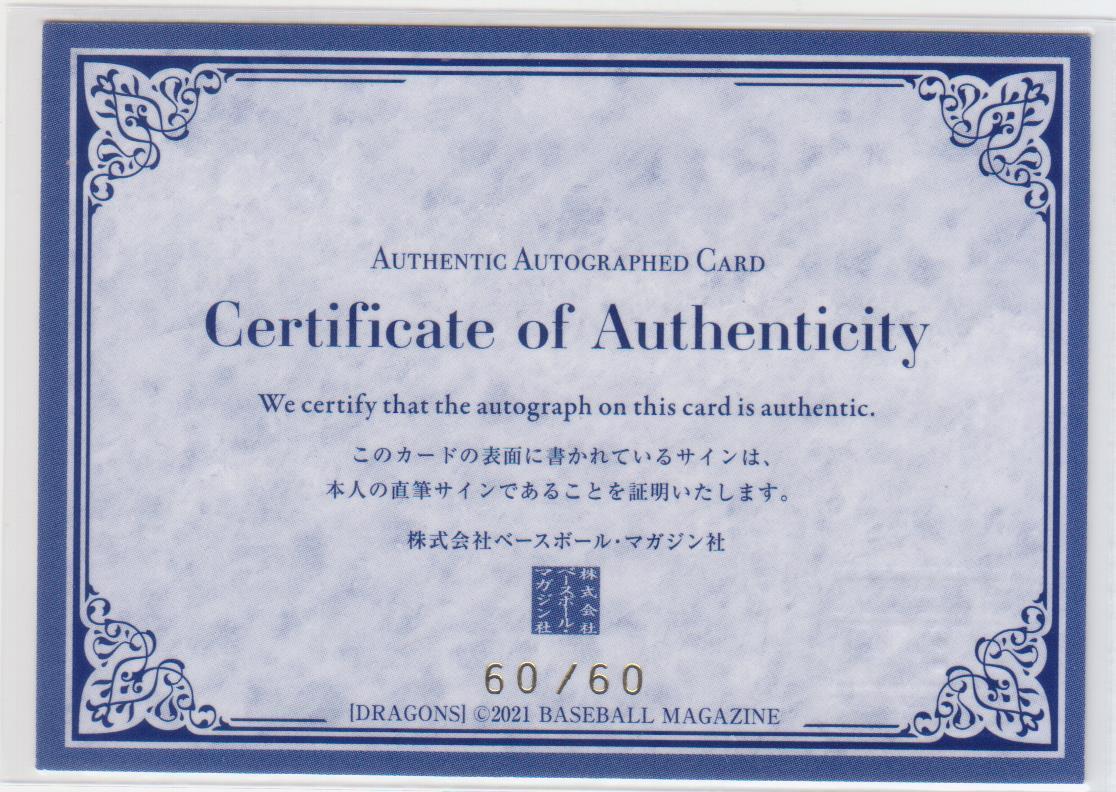 AUTHENTIC AUTOGRAPHED CARD
Certificate of Authenticity
We certify that the autograph on this card is authentic.
このカードの表面に書かれているサインは、
本人の直筆サインであることを証明いたします。
株式会社ベースボール・マガジン社
株式会社
ベースボール・
マガジン社
60/60
[DRAGONS] ©2021 BASEBALL MAGAZINE